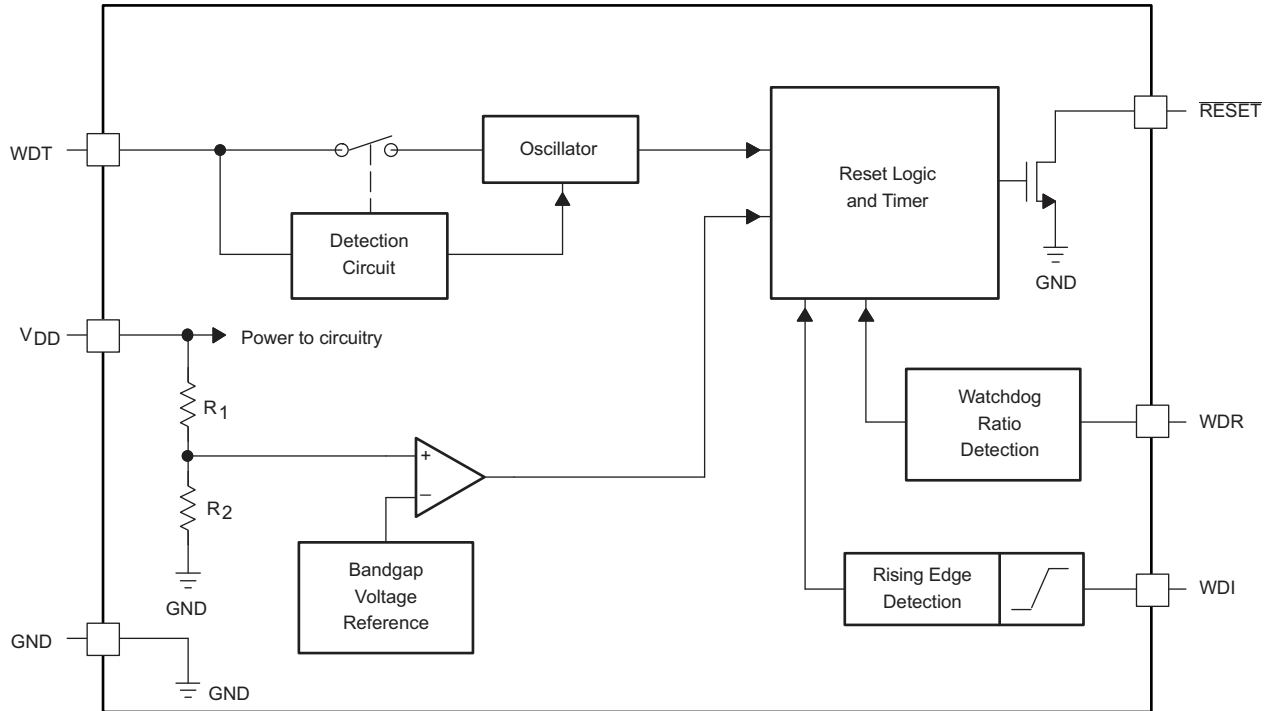 WDT
Oscillator
Detection
Circuit
Reset Logic
and Timer
RESET
GND
VDD
Power to circuitry
R1
R2
+
−
GND
Bandgap
Voltage
Reference
Watchdog
Ratio
Detection
WDR
Rising Edge
Detection
WDI
GND
GND